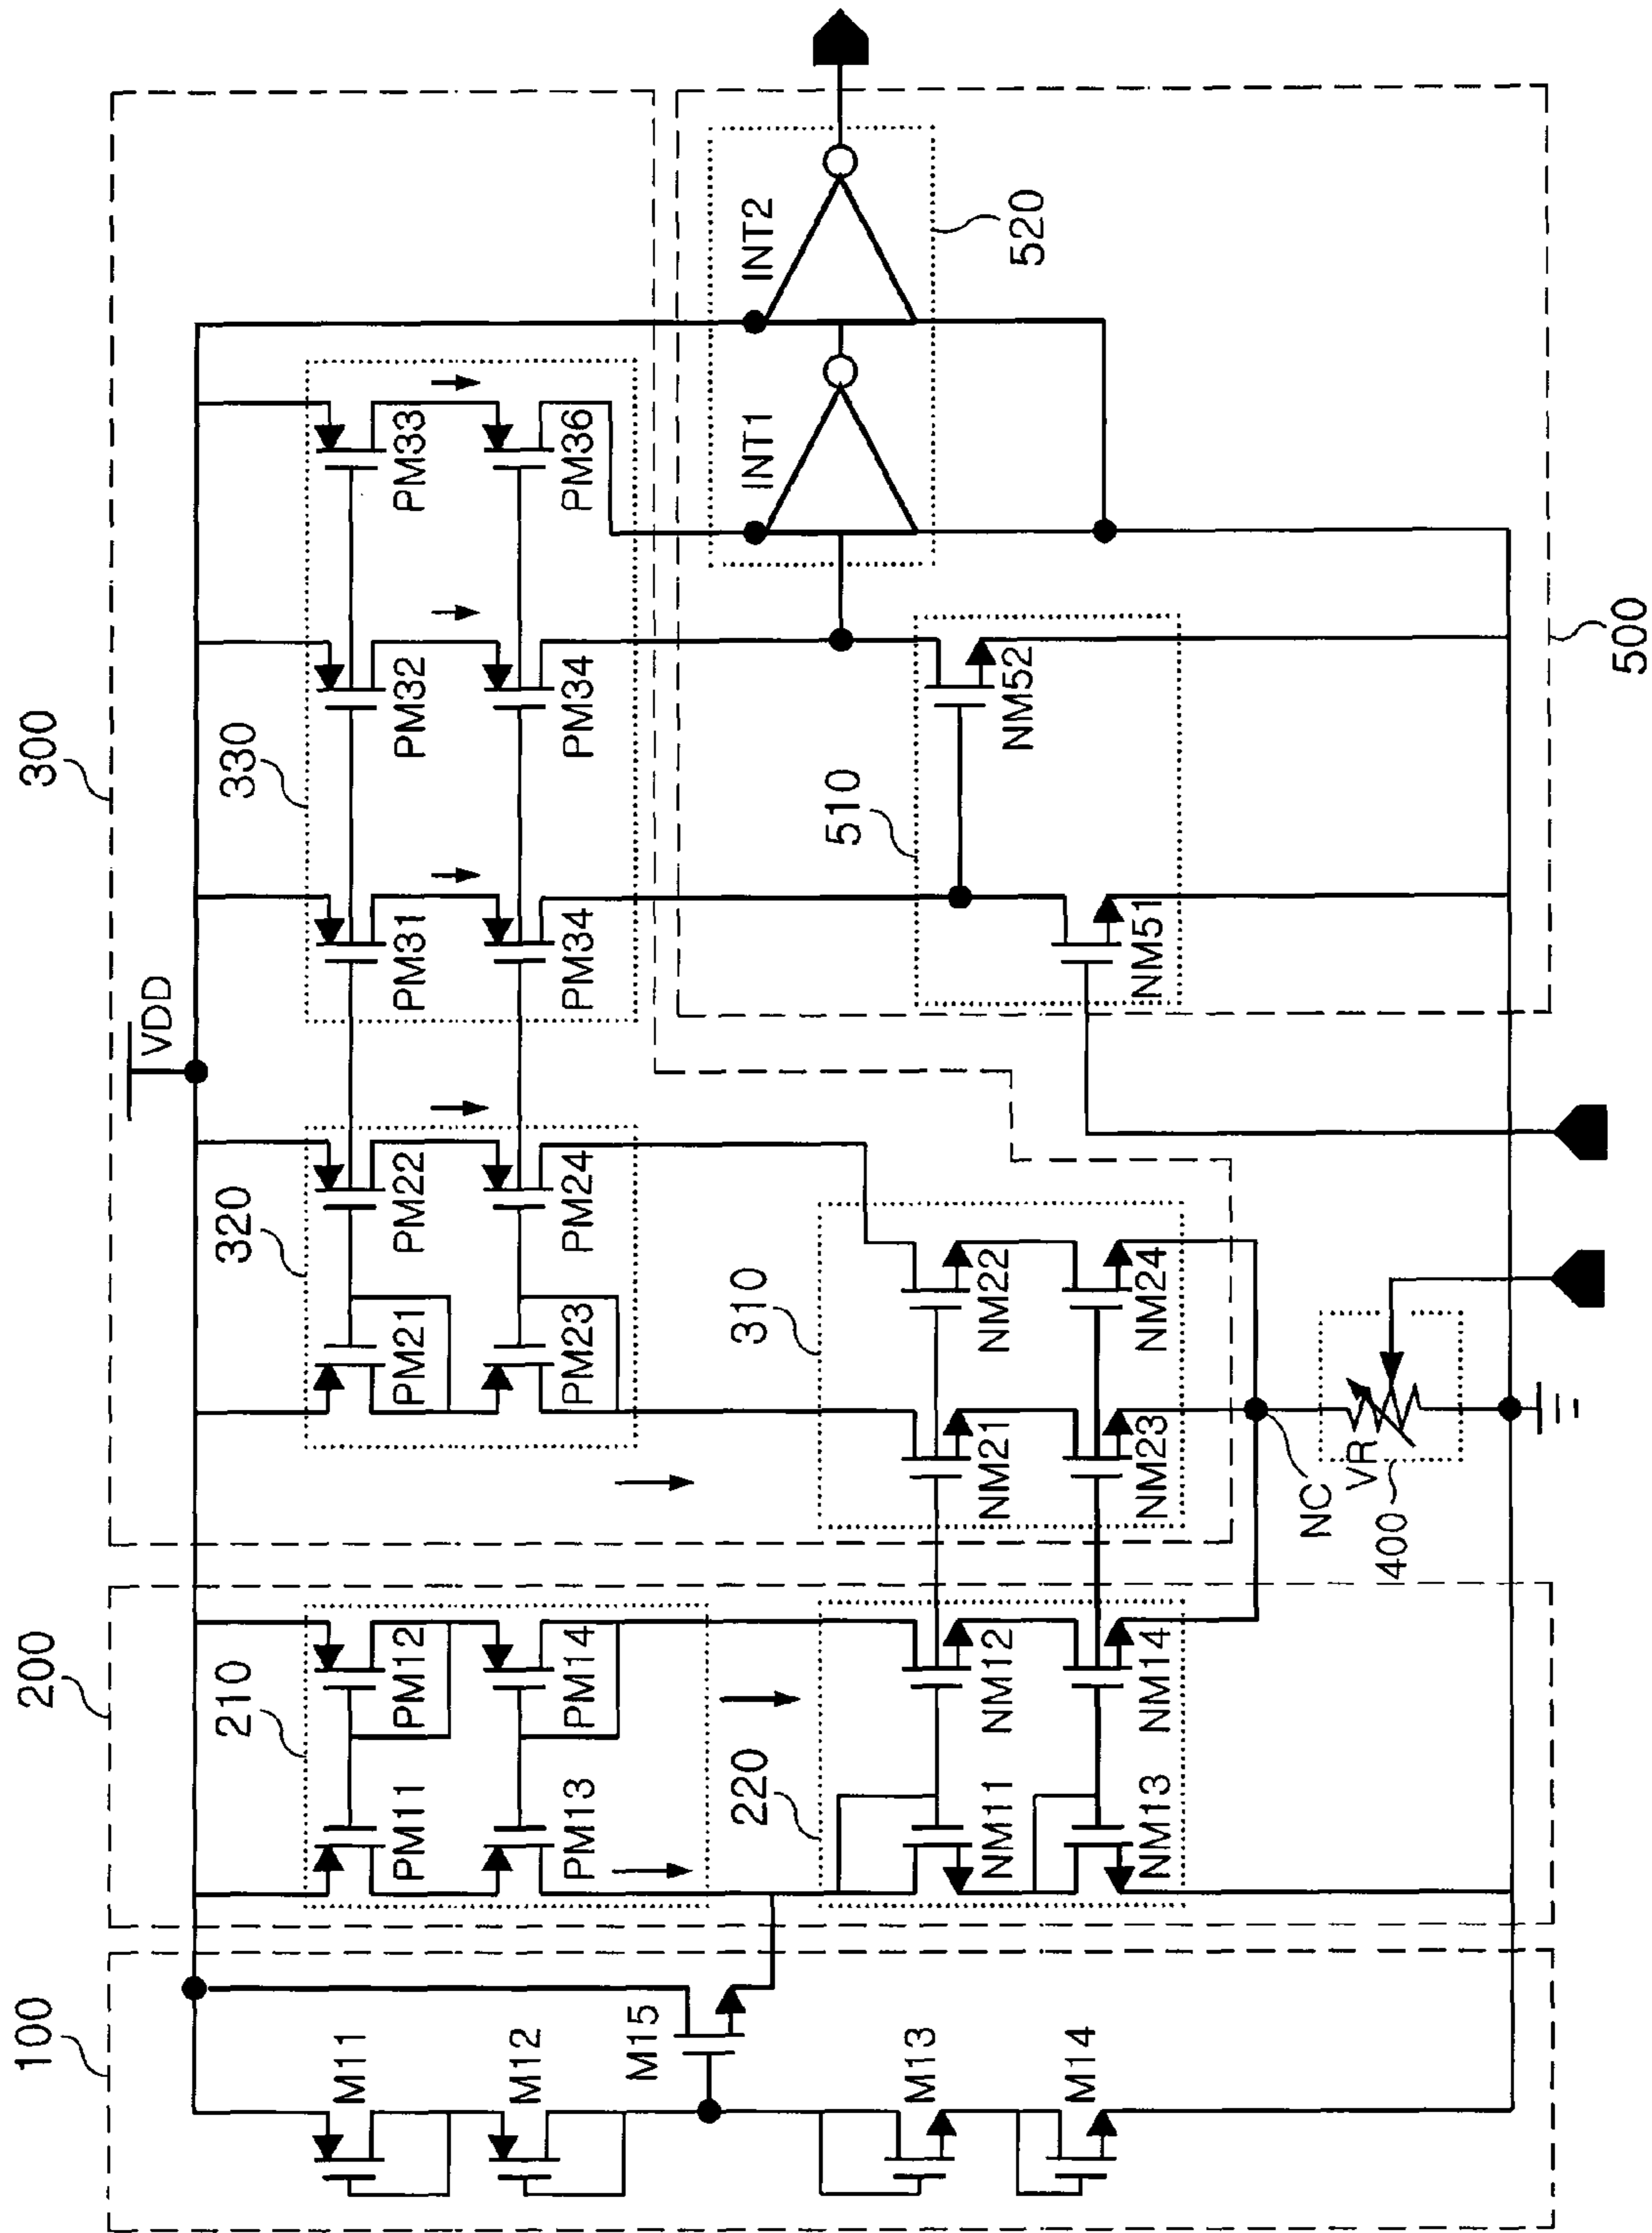 100
200
300
VDD
M11
M12
M15
M13
M14
210
PM11
PM12
PM13
PM14
220
NM11
NM12
NM13
NM14
320
PM21
PM22
PM23
PM24
310
NM21
NM22
NM23
NM24
NC
VR
400
330
PM31
PM32
PM33
PM34
PM34
PM36
510
NM51
NM52
INT1
INT2
520
500